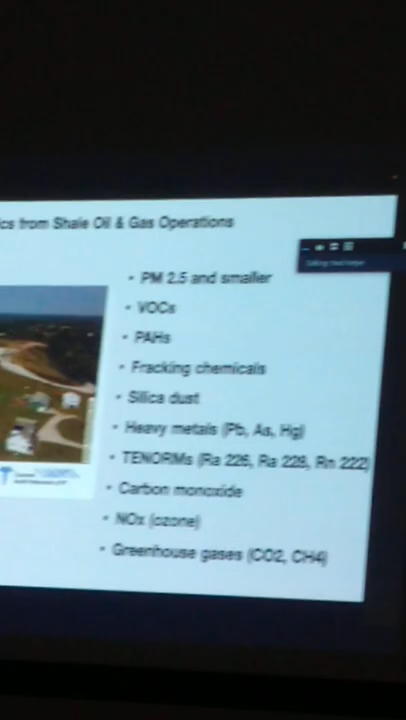 ics from Shale Oil & Gas Operations
• PM 2.5 and smaller
• VOCs
• PAHs
• Fracking chemicals
• Silica dust
• Heavy metals (Pb, As, Hg)
• TENORMs (Ra 226, Ra 228, Rn 222)
• Carbon monoxide
• NOx (ozone)
• Greenhouse gases (CO2, CH4)